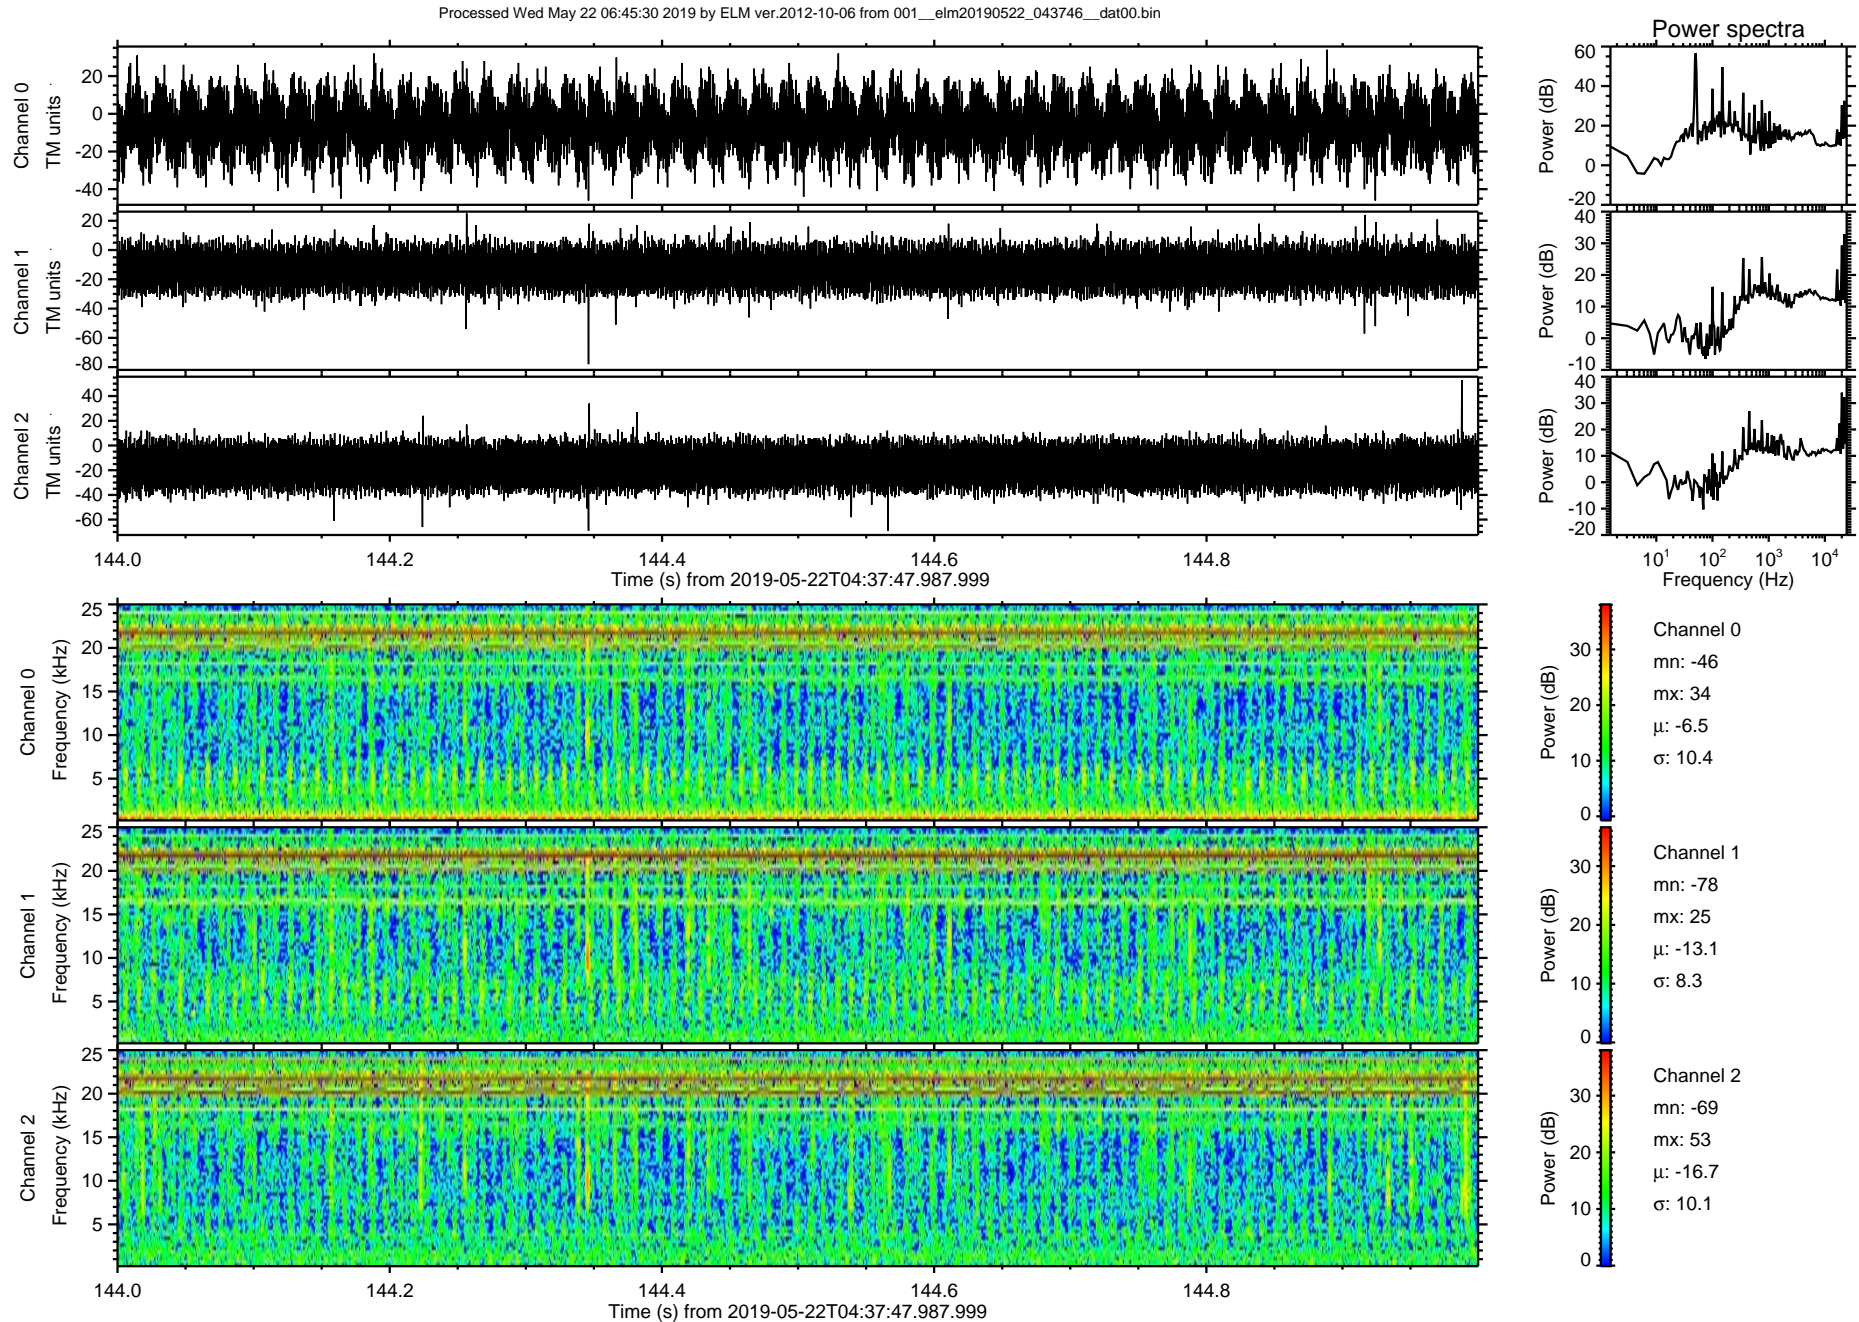 Processed Wed May 22 06:45:30 2019 by ELM ver.2012-10-06 from 001__elm20190522_043746__dat00.bin
Power spectra
Channel 0
TM units
20
0
-20
-40
Power (dB)
60
40
20
0
-20
Channel 1
TM units
20
0
-20
-40
-60
-80
Power (dB)
40
30
20
10
0
-10
Channel 2
TM units
40
20
0
-20
-40
-60
Power (dB)
40
30
20
10
0
-10
-20
144.0 144.2 144.4 144.6 144.8
Time (s) from 2019-05-22T04:37:47.987.999
10^1 10^2 10^3 10^4
Frequency (Hz)
Channel 0
Frequency (kHz)
25
20
15
10
5
Power (dB)
30
20
10
0
Channel 0
mn: -46
mx: 34
μ: -6.5
σ: 10.4
Channel 1
Frequency (kHz)
25
20
15
10
5
Power (dB)
30
20
10
0
Channel 1
mn: -78
mx: 25
μ: -13.1
σ: 8.3
Channel 2
Frequency (kHz)
25
20
15
10
5
Power (dB)
30
20
10
0
Channel 2
mn: -69
mx: 53
μ: -16.7
σ: 10.1
144.0 144.2 144.4 144.6 144.8
Time (s) from 2019-05-22T04:37:47.987.999